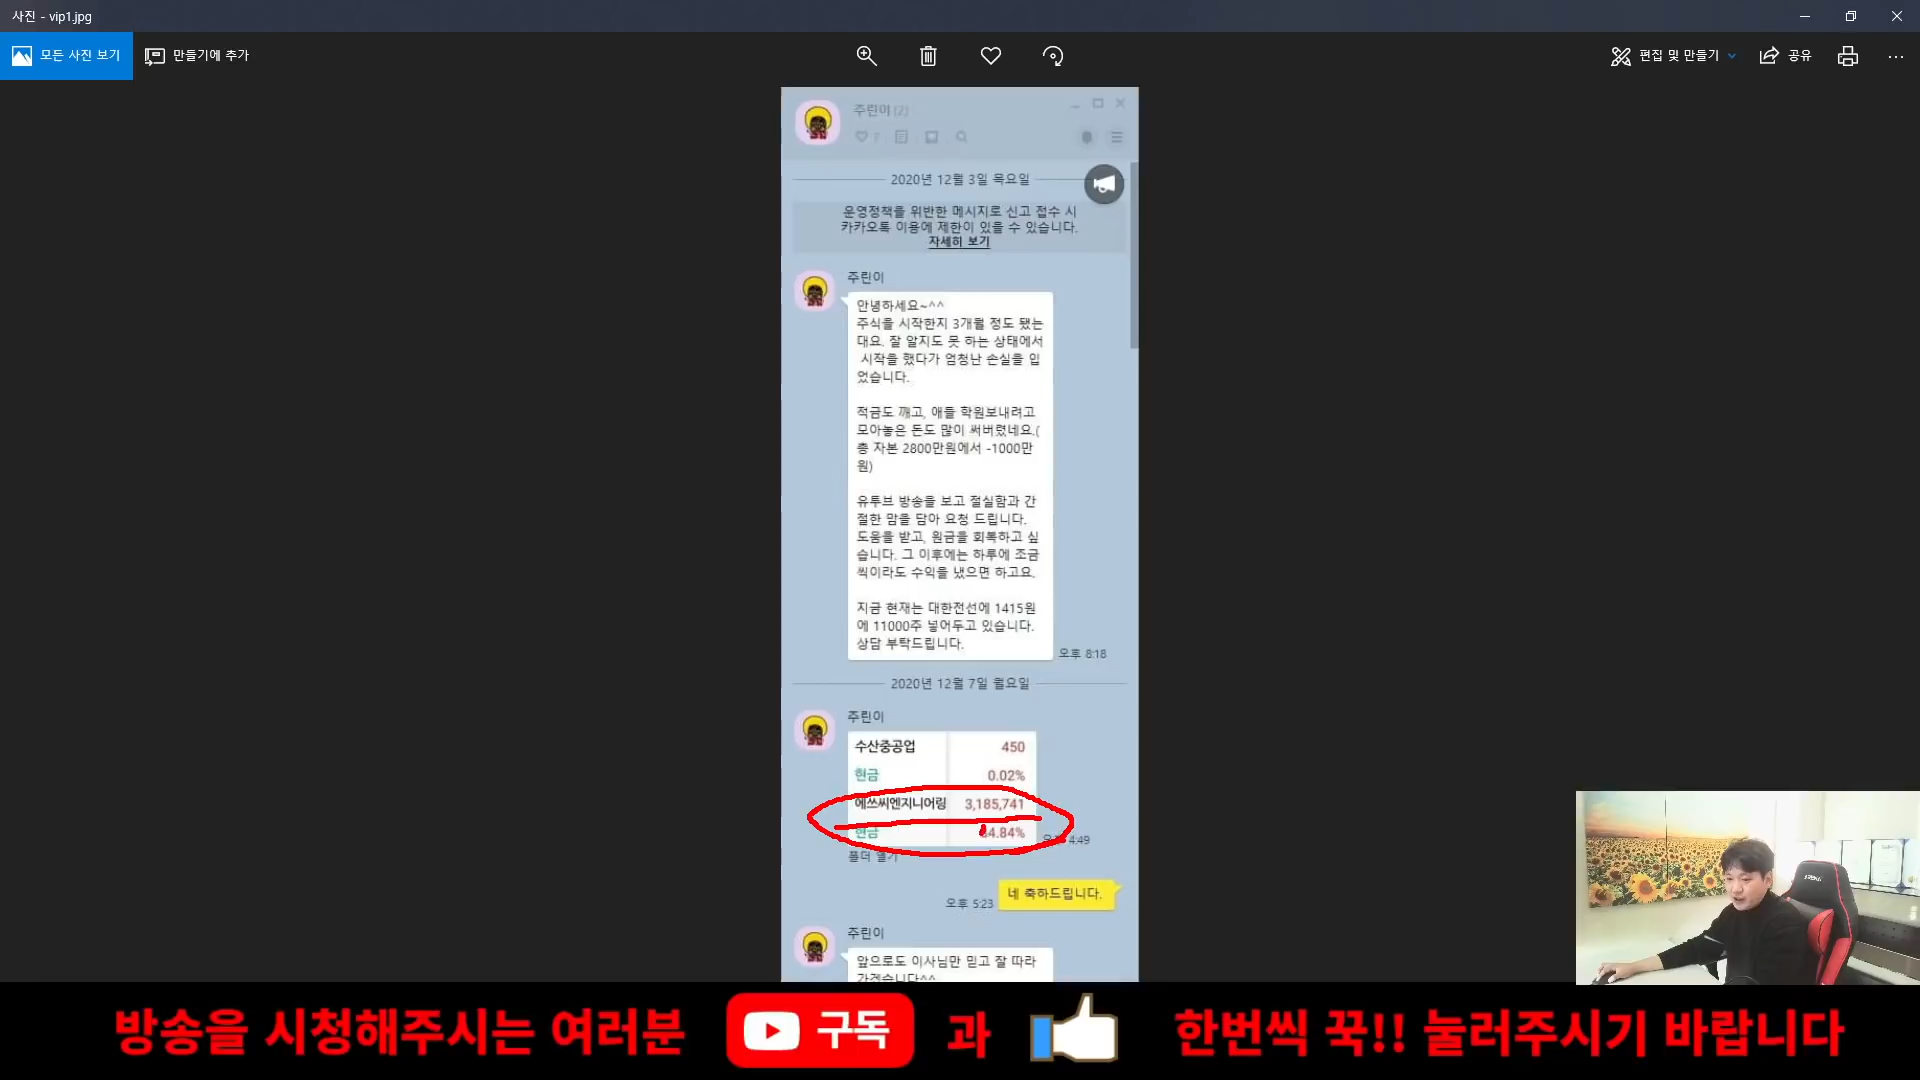 사진 - vip1.jpg
모든 사진 보기
만들기에 추가
편집 및 만들기
공유
주린이 (2)
2020년 12월 3일 목요일
운영정책을 위반한 메시지로 신고 접수 시
카카오톡 이용에 제한이 있을 수 있습니다.
자세히 보기
주린이
안녕하세요~^^
주식을 시작한지 3개월 정도 됐는
대요. 잘 알지도 못 하는 상태에서
시작을 했다가 엄청난 손실을 입
었습니다.
적금도 깨고, 애들 학원보내려고
모아놓은 돈도 많이 써버렸네요.(
총 자본 2800만원에서 -1000만
원)
유투브 방송을 보고 절실함과 간
절한 맘을 담아 요청 드립니다.
도움을 받고, 원금을 회복하고 싶
습니다. 그 이후에는 하루에 조금
씩이라도 수익을 냈으면 하고요.
지금 현재는 대한전선에 1415원
에 11000주 넣어두고 있습니다.
상담 부탁드립니다.
오후 8:18
2020년 12월 7일 월요일
주린이
수산중공업 450
현금 0.02%
에쓰씨엔지니어링 3,185,741
현금
4:49
폴더 열기
네 축하드립니다.
오후 5:23
주린이
앞으로도 이사님만 믿고 잘 따라
가겠습니다^^
방송을 시청해주시는 여러분 구독 과 한번씩 꾹!! 눌러주시기 바랍니다